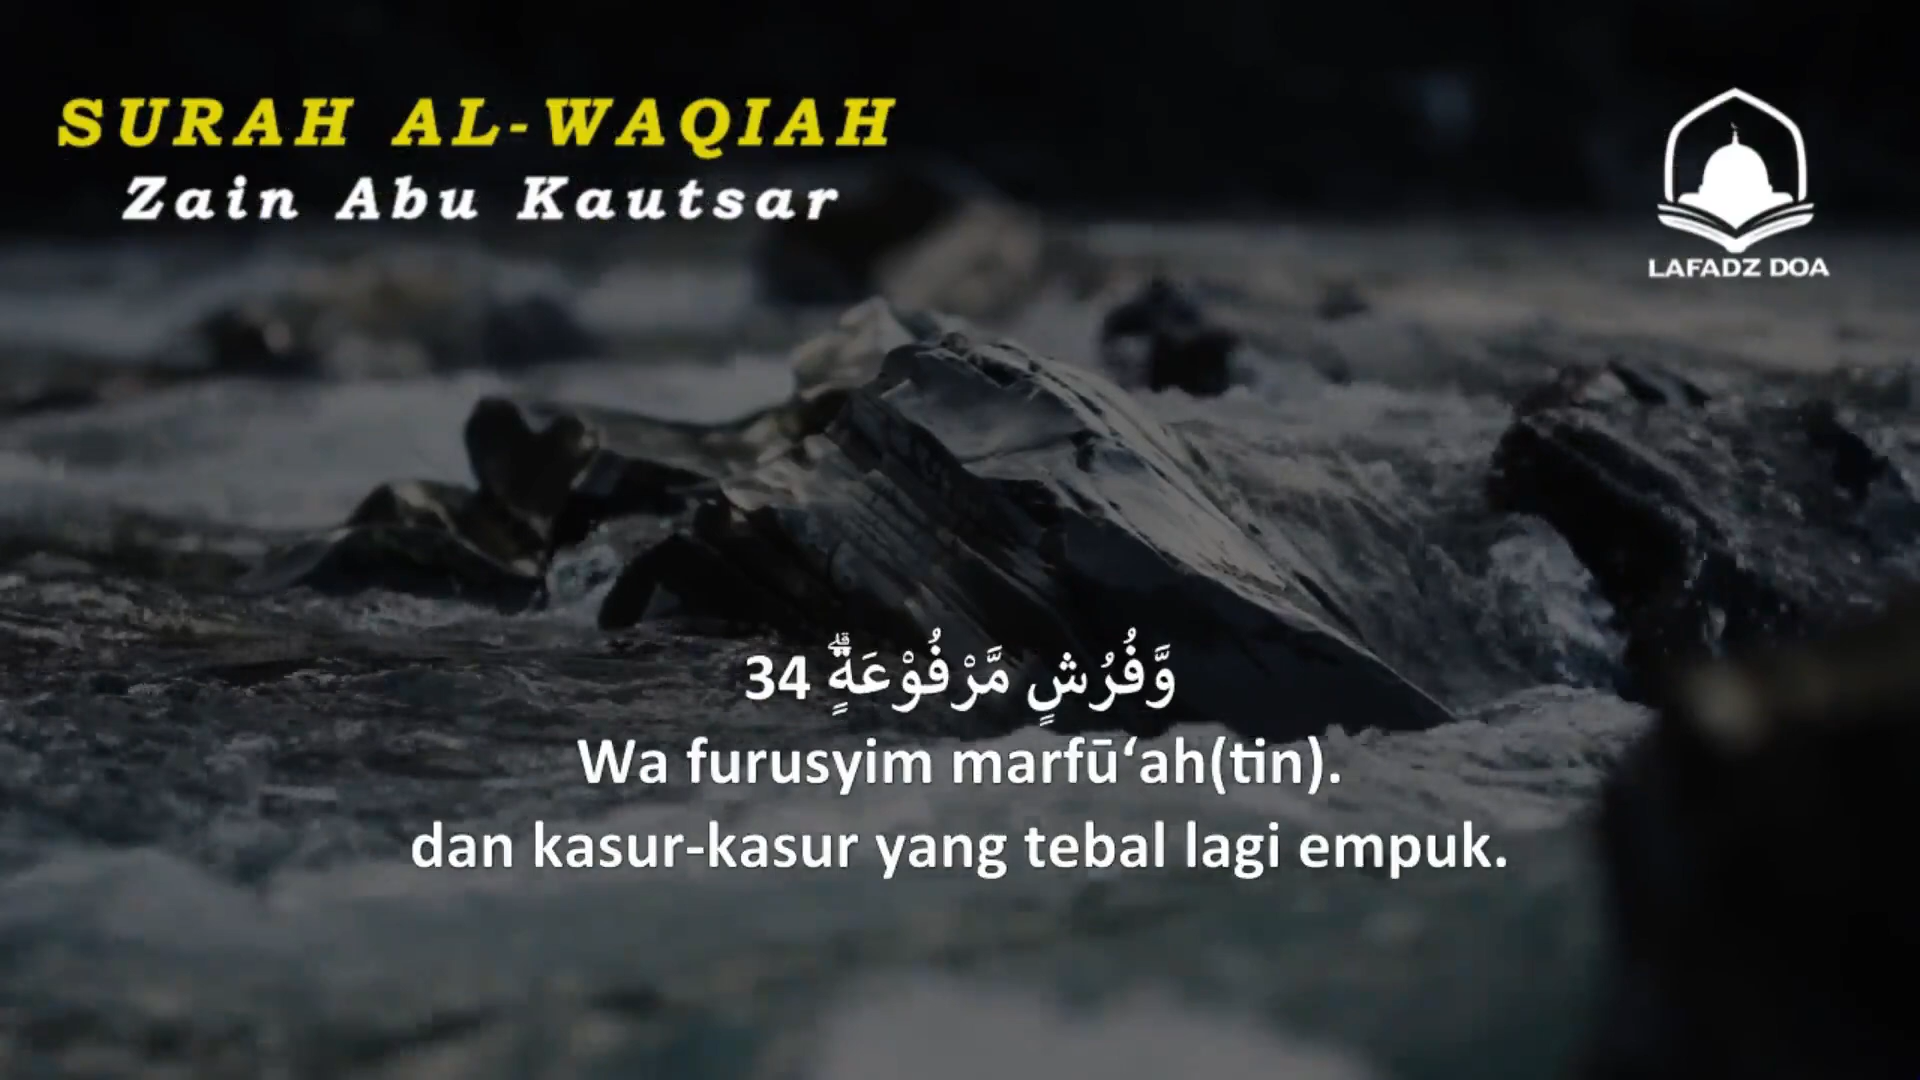 SURAH AL-WAQIAH
Zain Abu Kautsar
LAFADZ DOA
وَّفُرُشٍ مَّرْفُوْعَةٍۗ 34
Wa furusyim marfū‘ah(tin).
dan kasur-kasur yang tebal lagi empuk.